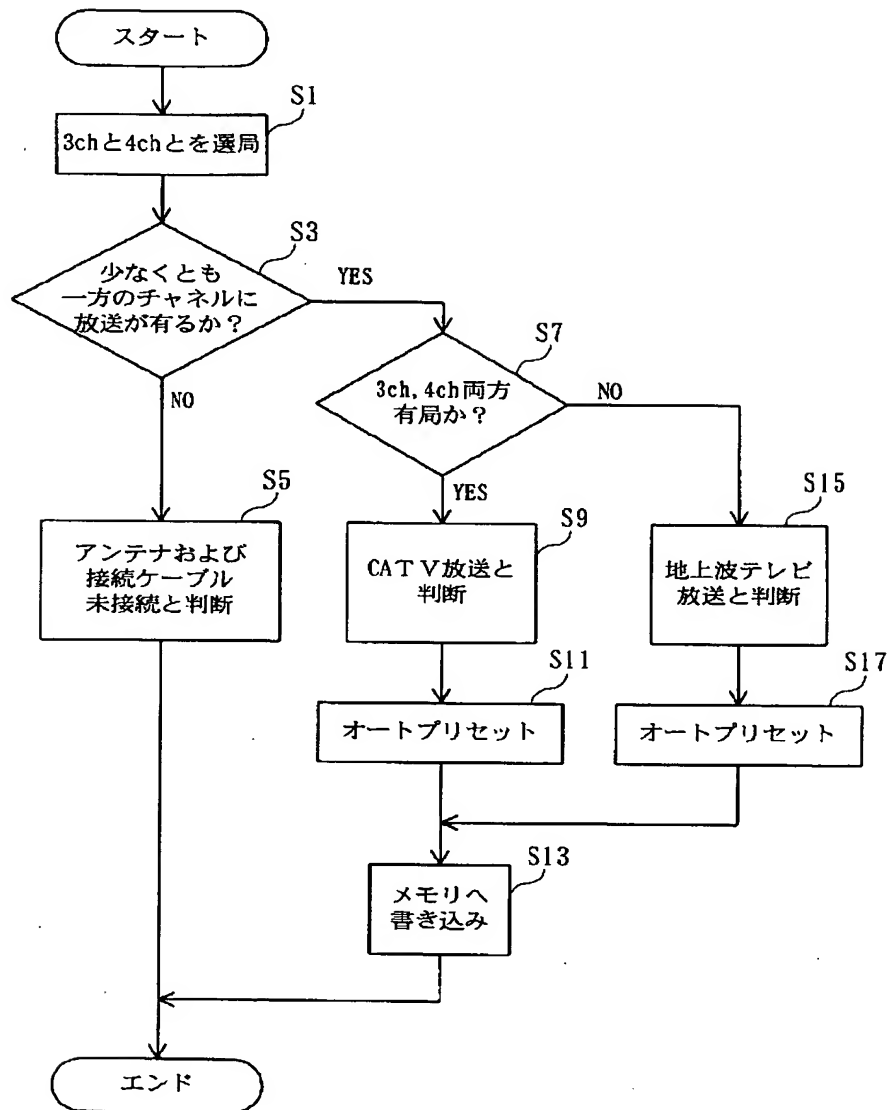 スタート
S1
3chと4chとを選局
S3
少なくとも
一方のチャネルに
放送が有るか？
YES
NO
S7
3ch,4ch両方
有局か？
NO
YES
S5
アンテナおよび
接続ケーブル
未接続と判断
S9
CATV放送と
判断
S15
地上波テレビ
放送と判断
S11
オートプリセット
S17
オートプリセット
S13
メモリへ
書き込み
エンド